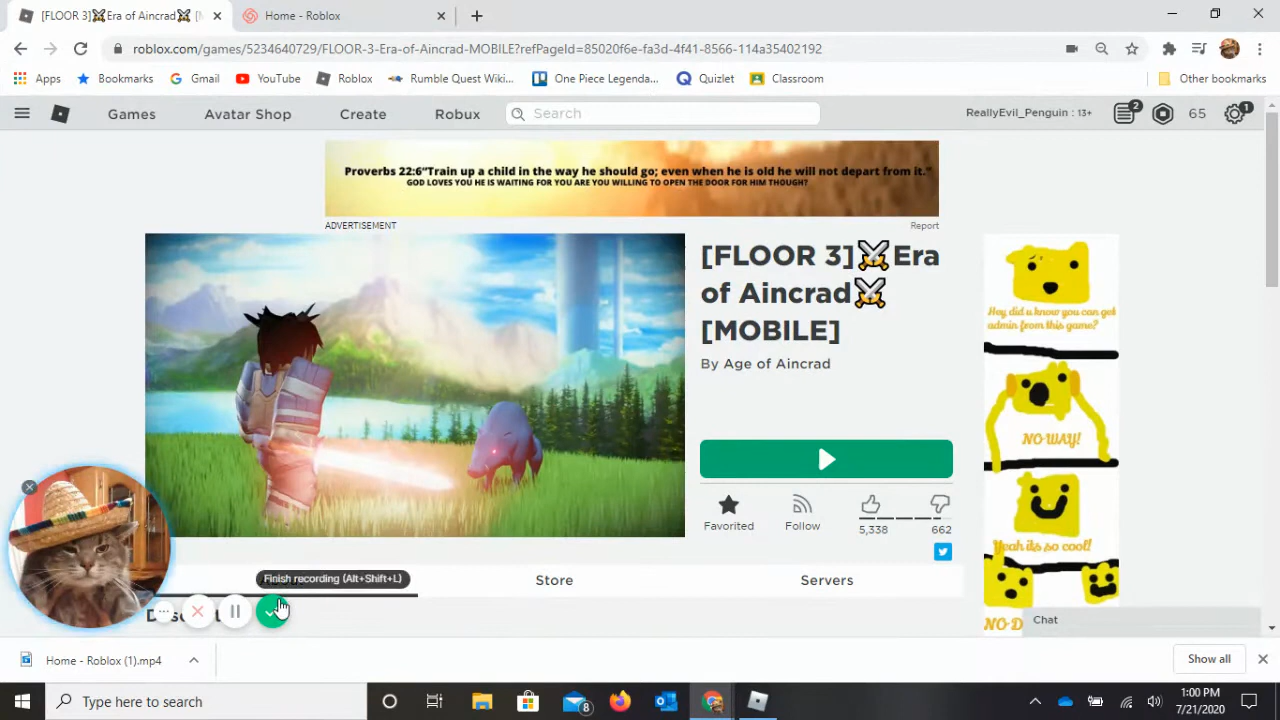 [FLOOR 3]⚔Era of Aincrad⚔ [
Home - Roblox
roblox.com/games/5234640729/FLOOR-3-Era-of-Aincrad-MOBILE?refPageId=85020f6e-fa3d-4f41-8566-114a35402192
Apps
Bookmarks
Gmail
YouTube
Roblox
Rumble Quest Wiki...
One Piece Legenda...
Quizlet
Classroom
Other bookmarks
Games
Avatar Shop
Create
Robux
Search
ReallyEvil_Penguin : 13+
2
65
1
Proverbs 22:6"Train up a child in the way he should go; even when he is old he will not depart from it."
GOD LOVES YOU HE IS WAITING FOR YOU ARE YOU WILLING TO OPEN THE DOOR FOR HIM THOUGH?
ADVERTISEMENT
Report
[FLOOR 3]⚔Era
of Aincrad⚔
[MOBILE]
By Age of Aincrad
Favorited
Follow
5,338
662
Hey did u know you can get
admin from this game?
NO WAY!
Yeah its so cool!
NO D
Finish recording (Alt+Shift+L)
Store
Servers
Chat
Home - Roblox (1).mp4
Show all
Type here to search
8
1:00 PM
7/21/2020